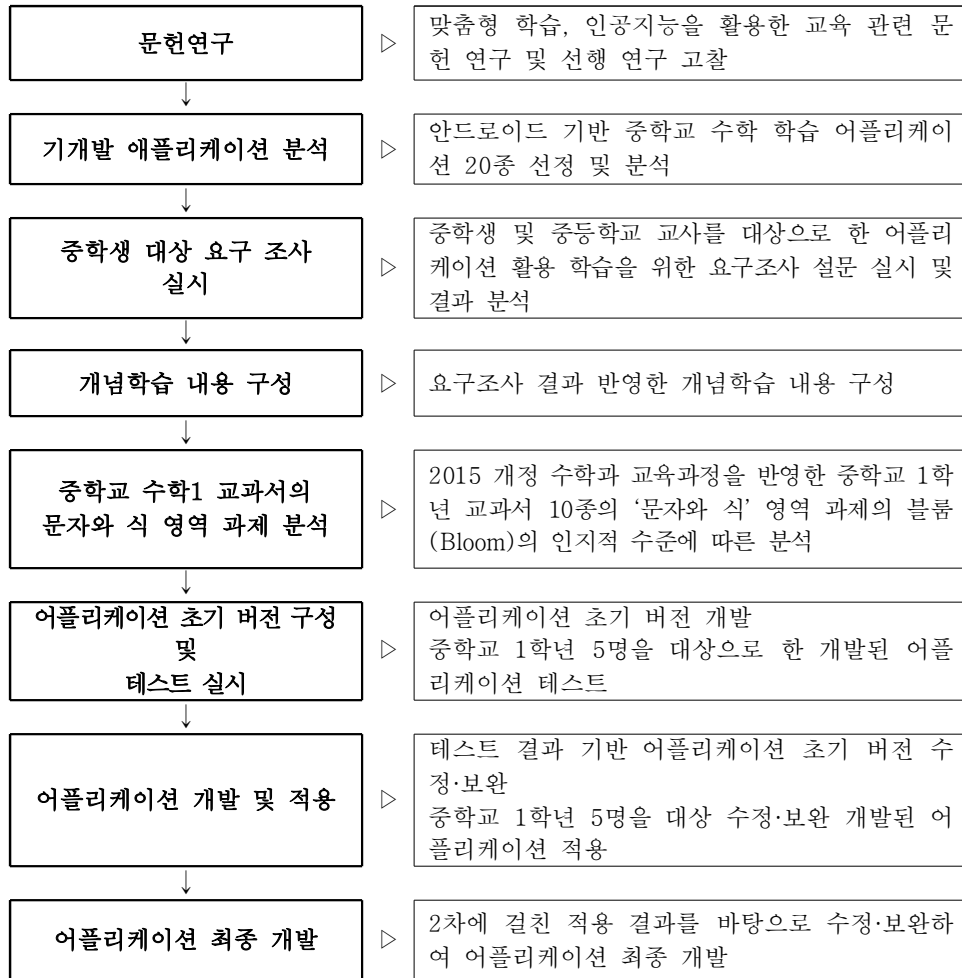 문헌연구
▷
맞춤형 학습, 인공지능을 활용한 교육 관련 문
헌 연구 및 선행 연구 고찰
↓
기개발 애플리케이션 분석
▷
안드로이드 기반 중학교 수학 학습 어플리케이
션 20종 선정 및 분석
↓
중학생 대상 요구 조사
실시
▷
중학생 및 중등학교 교사를 대상으로 한 어플리
케이션 활용 학습을 위한 요구조사 설문 실시 및
결과 분석
↓
개념학습 내용 구성
▷
요구조사 결과 반영한 개념학습 내용 구성
↓
중학교 수학1 교과서의
문자와 식 영역 과제 분석
▷
2015 개정 수학과 교육과정을 반영한 중학교 1학
년 교과서 10종의 ‘문자와 식’ 영역 과제의 블룸
(Bloom)의 인지적 수준에 따른 분석
↓
어플리케이션 초기 버전 구성
및
테스트 실시
▷
어플리케이션 초기 버전 개발
중학교 1학년 5명을 대상으로 한 개발된 어플
리케이션 테스트
↓
어플리케이션 개발 및 적용
▷
테스트 결과 기반 어플리케이션 초기 버전 수
정·보완
중학교 1학년 5명을 대상 수정·보완 개발된 어
플리케이션 적용
↓
어플리케이션 최종 개발
▷
2차에 걸친 적용 결과를 바탕으로 수정·보완하
여 어플리케이션 최종 개발